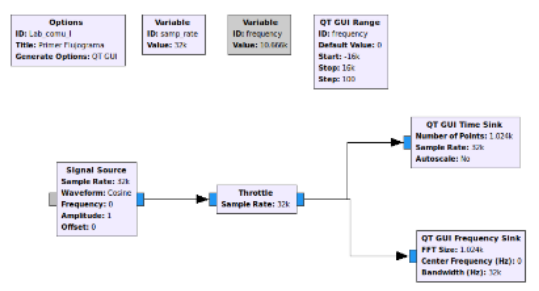 Options
ID: Lab_comu_I
Title: Primer Flujograma
Generate Options: QT GUI
Variable
ID: samp_rate
Value: 32k
Variable
ID: frequency
Value: 10.666k
QT GUI Range
ID: frequency
Default Value: 0
Start: -16k
Stop: 16k
Step: 100
QT GUI Time Sink
Number of Points: 1.024k
Sample Rate: 32k
Autoscale: No
Signal Source
Sample Rate: 32k
Waveform: Cosine
Frequency: 0
Amplitude: 1
Offset: 0
Throttle
Sample Rate: 32k
QT GUI Frequency Sink
FFT Size: 1.024k
Center Frequency (Hz): 0
Bandwidth (Hz): 32k